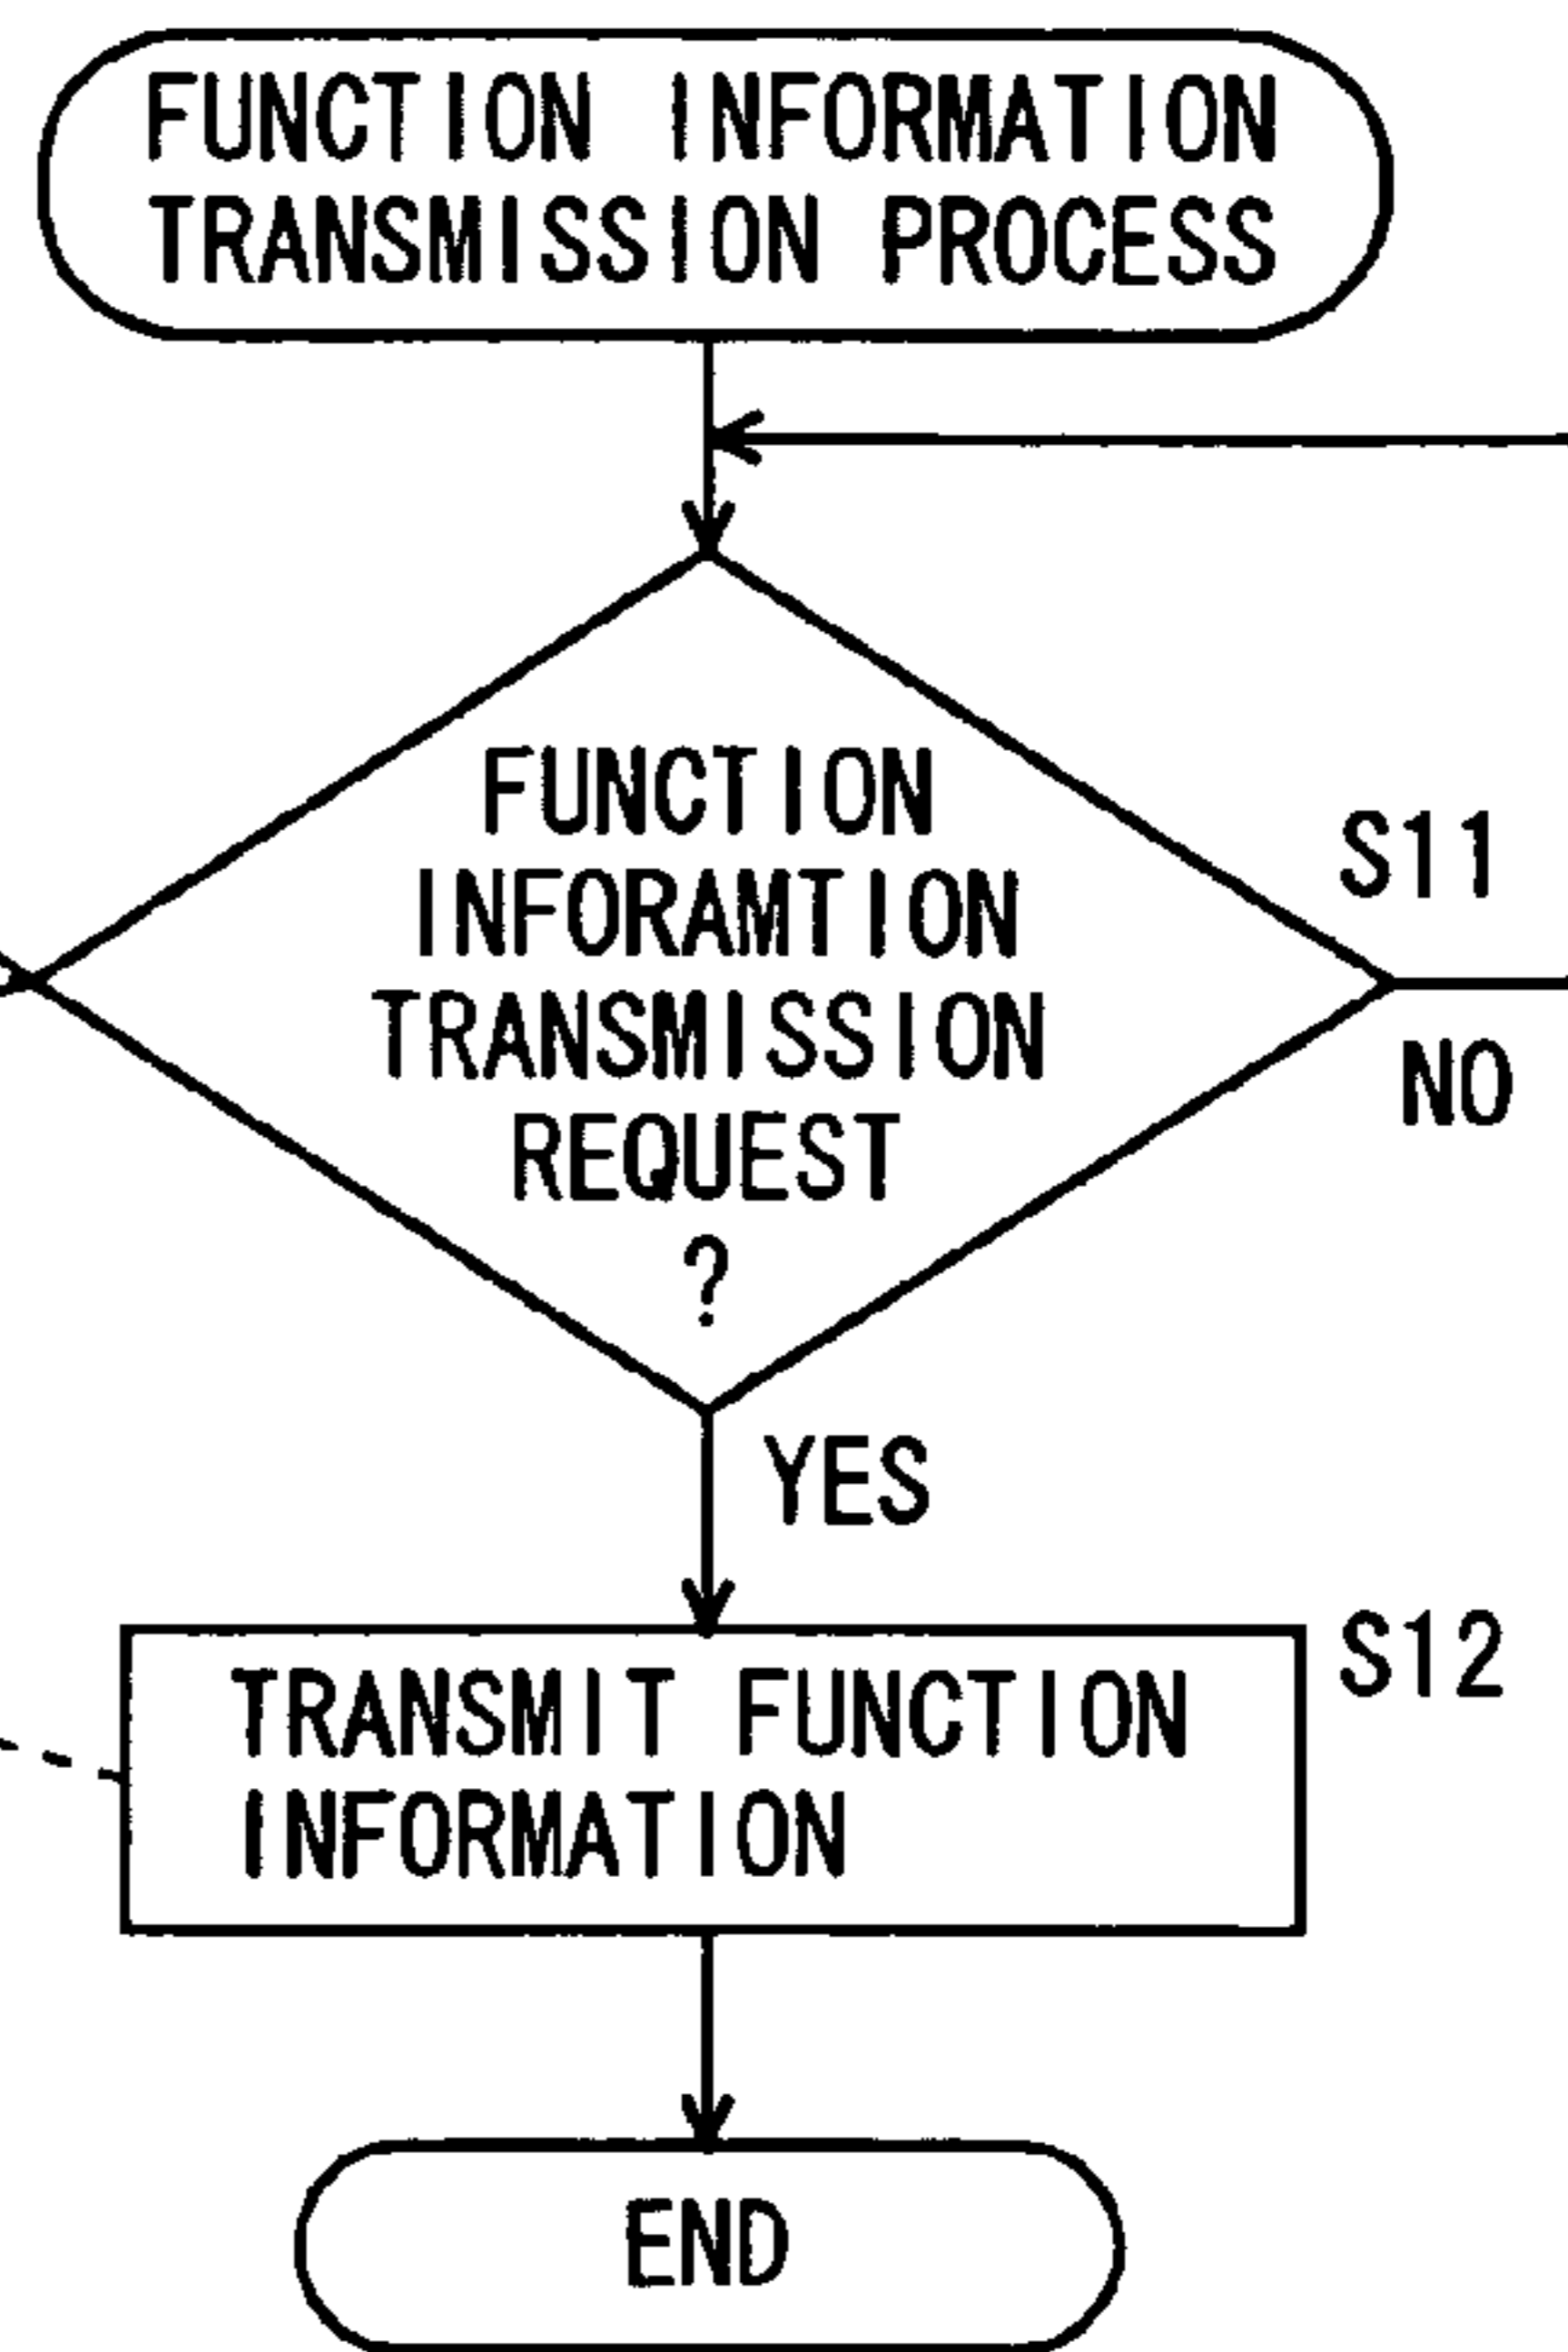 FUNCTION INFORMATION
TRANSMISSION PROCESS
FUNCTION
INFORAMTION
TRANSMISSION
REQUEST
?
S11
NO
YES
S12
TRANSMIT FUNCTION
INFORMATION
END